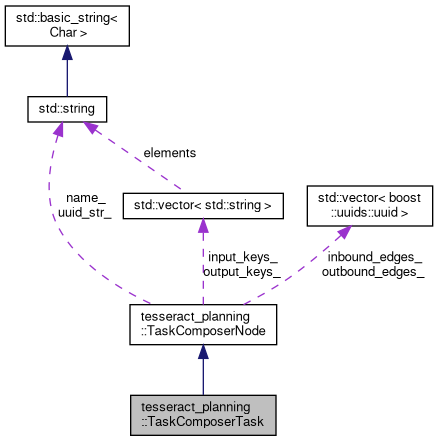 std::basic_string<
Char >
std::string
elements
name_
uuid_str_
std::vector< std::string >
std::vector< boost
::uuids::uuid >
input_keys_
output_keys_
inbound_edges_
outbound_edges_
tesseract_planning
::TaskComposerNode
tesseract_planning
::TaskComposerTask